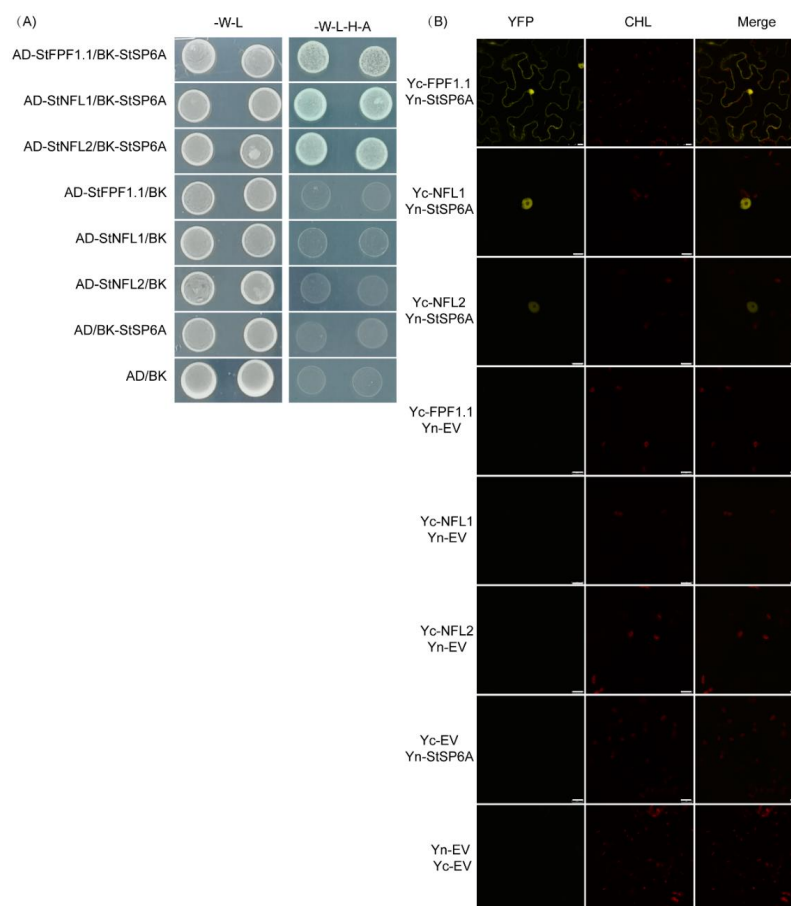 (A)
-W-L
-W-L-H-A
AD-StFPF1.1/BK-StSP6A
AD-StNFL1/BK-StSP6A
AD-StNFL2/BK-StSP6A
AD-StFPF1.1/BK
AD-StNFL1/BK
AD-StNFL2/BK
AD/BK-StSP6A
AD/BK
(B)
YFP
CHL
Merge
Yc-FPF1.1
Yn-StSP6A
Yc-NFL1
Yn-StSP6A
Yc-NFL2
Yn-StSP6A
Yc-FPF1.1
Yn-EV
Yc-NFL1
Yn-EV
Yc-NFL2
Yn-EV
Yc-EV
Yn-StSP6A
Yn-EV
Yc-EV